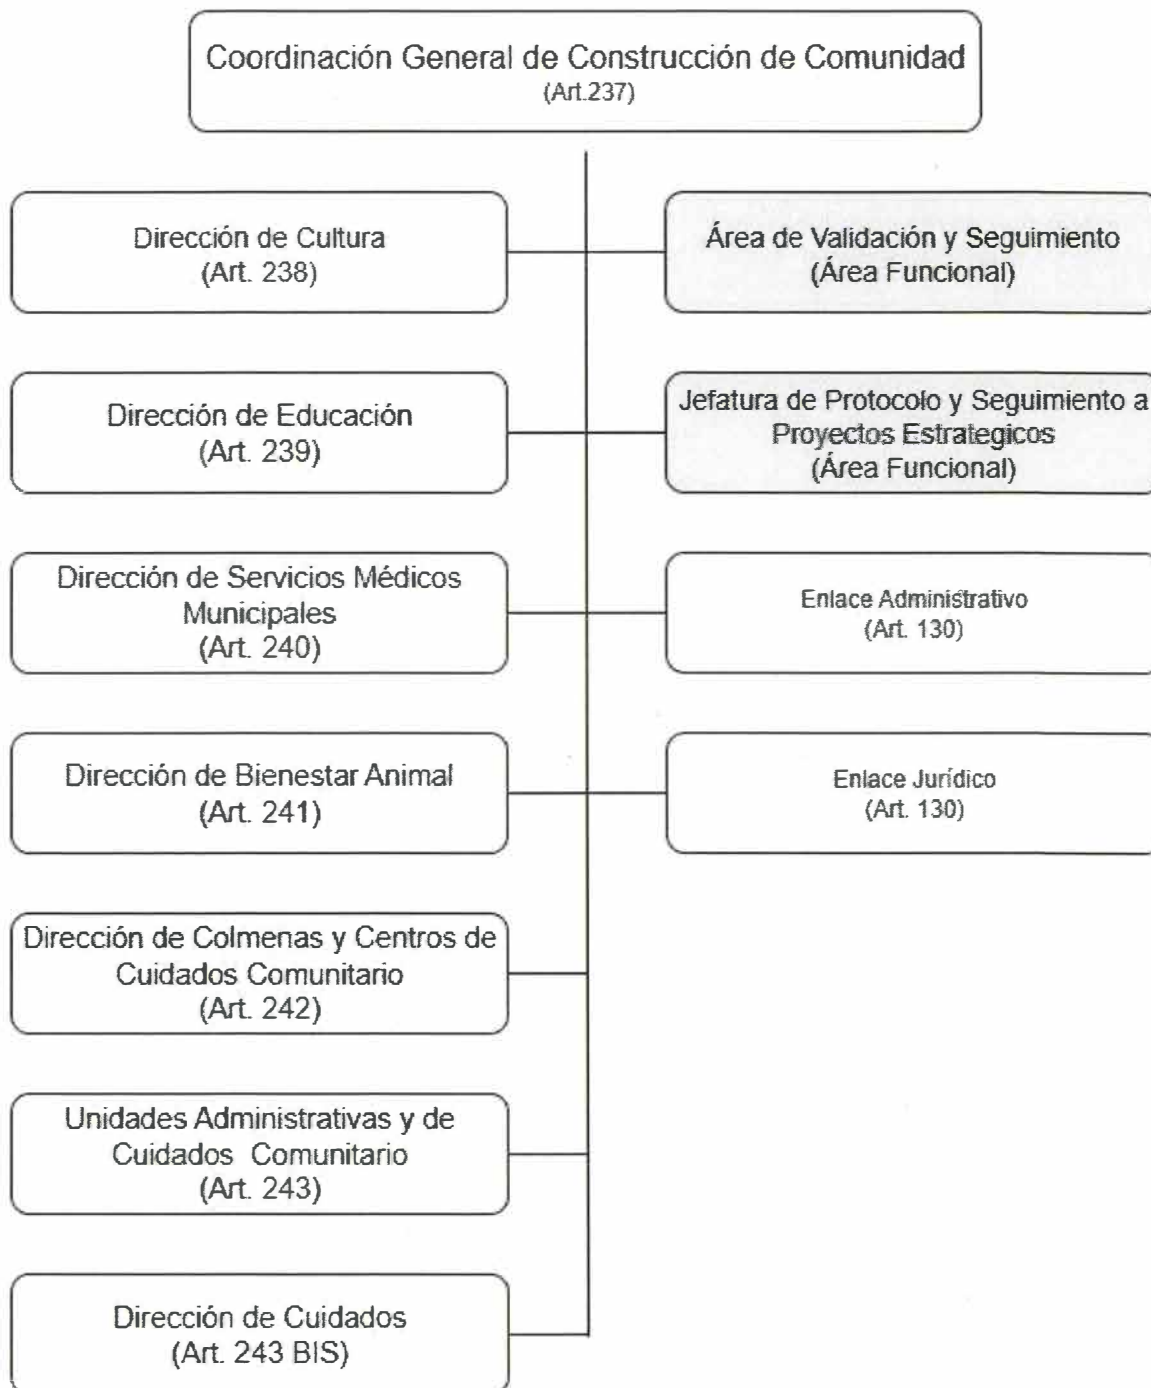 Coordinación General de Construcción de Comunidad
(Art.237)
Dirección de Cultura
(Art. 238)
Área de Validación y Seguimiento
(Área Funcional)
Dirección de Educación
(Art. 239)
Jefatura de Protocolo y Seguimiento a
Proyectos Estrategicos
(Área Funcional)
Dirección de Servicios Médicos
Municipales
(Art. 240)
Enlace Administrativo
(Art. 130)
Dirección de Bienestar Animal
(Art. 241)
Enlace Jurídico
(Art. 130)
Dirección de Colmenas y Centros de
Cuidados Comunitario
(Art. 242)
Unidades Administrativas y de
Cuidados Comunitario
(Art. 243)
Dirección de Cuidados
(Art. 243 BIS)